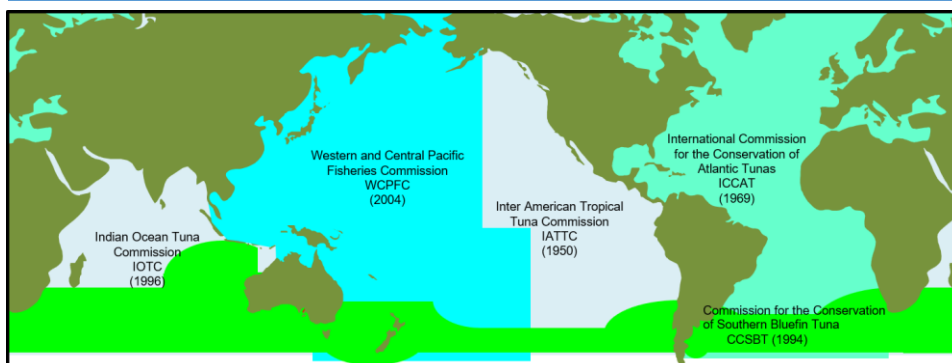 Western and Central Pacific
Fisheries Commission
WCPFC
(2004)
International Commission
for the Conservation of
Atlantic Tunas
ICCAT
(1969)
Inter American Tropical
Tuna Commission
IATTC
(1950)
Indian Ocean Tuna
Commission
IOTC
(1996)
Commission for the Conservation
of Southern Bluefin Tuna
CCSBT (1994)